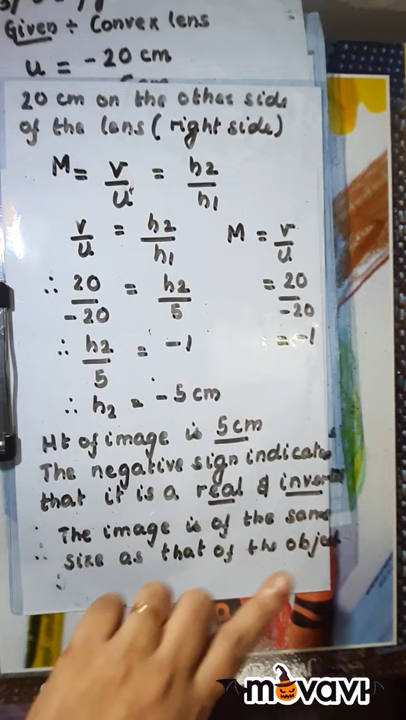 Given ÷ Convex lens
u = -20 cm
20 cm on the other side
of the lens (right side)
M = v/u = h2/h1
v/u = h2/h1
M = v/u
∴ 20/-20 = h2/5
= 20/-20
∴ h2/5 = -1
= -1
∴ h2 = -5 cm
Ht of image is 5 cm
The negative sign indicate
that it is a real &
∴ The image is of the same
size as that of the object
movavi